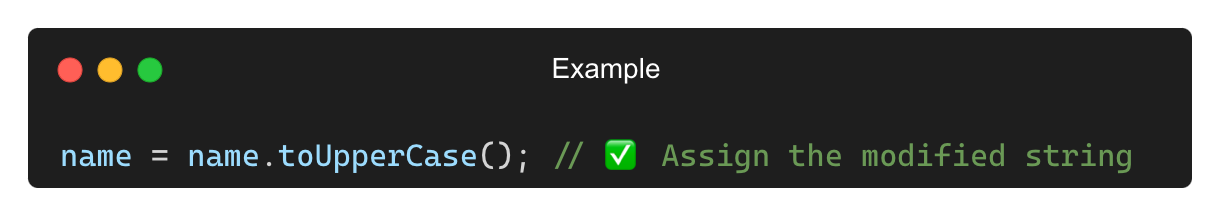 Example
name = name.toUpperCase(); // ✅ Assign the modified string